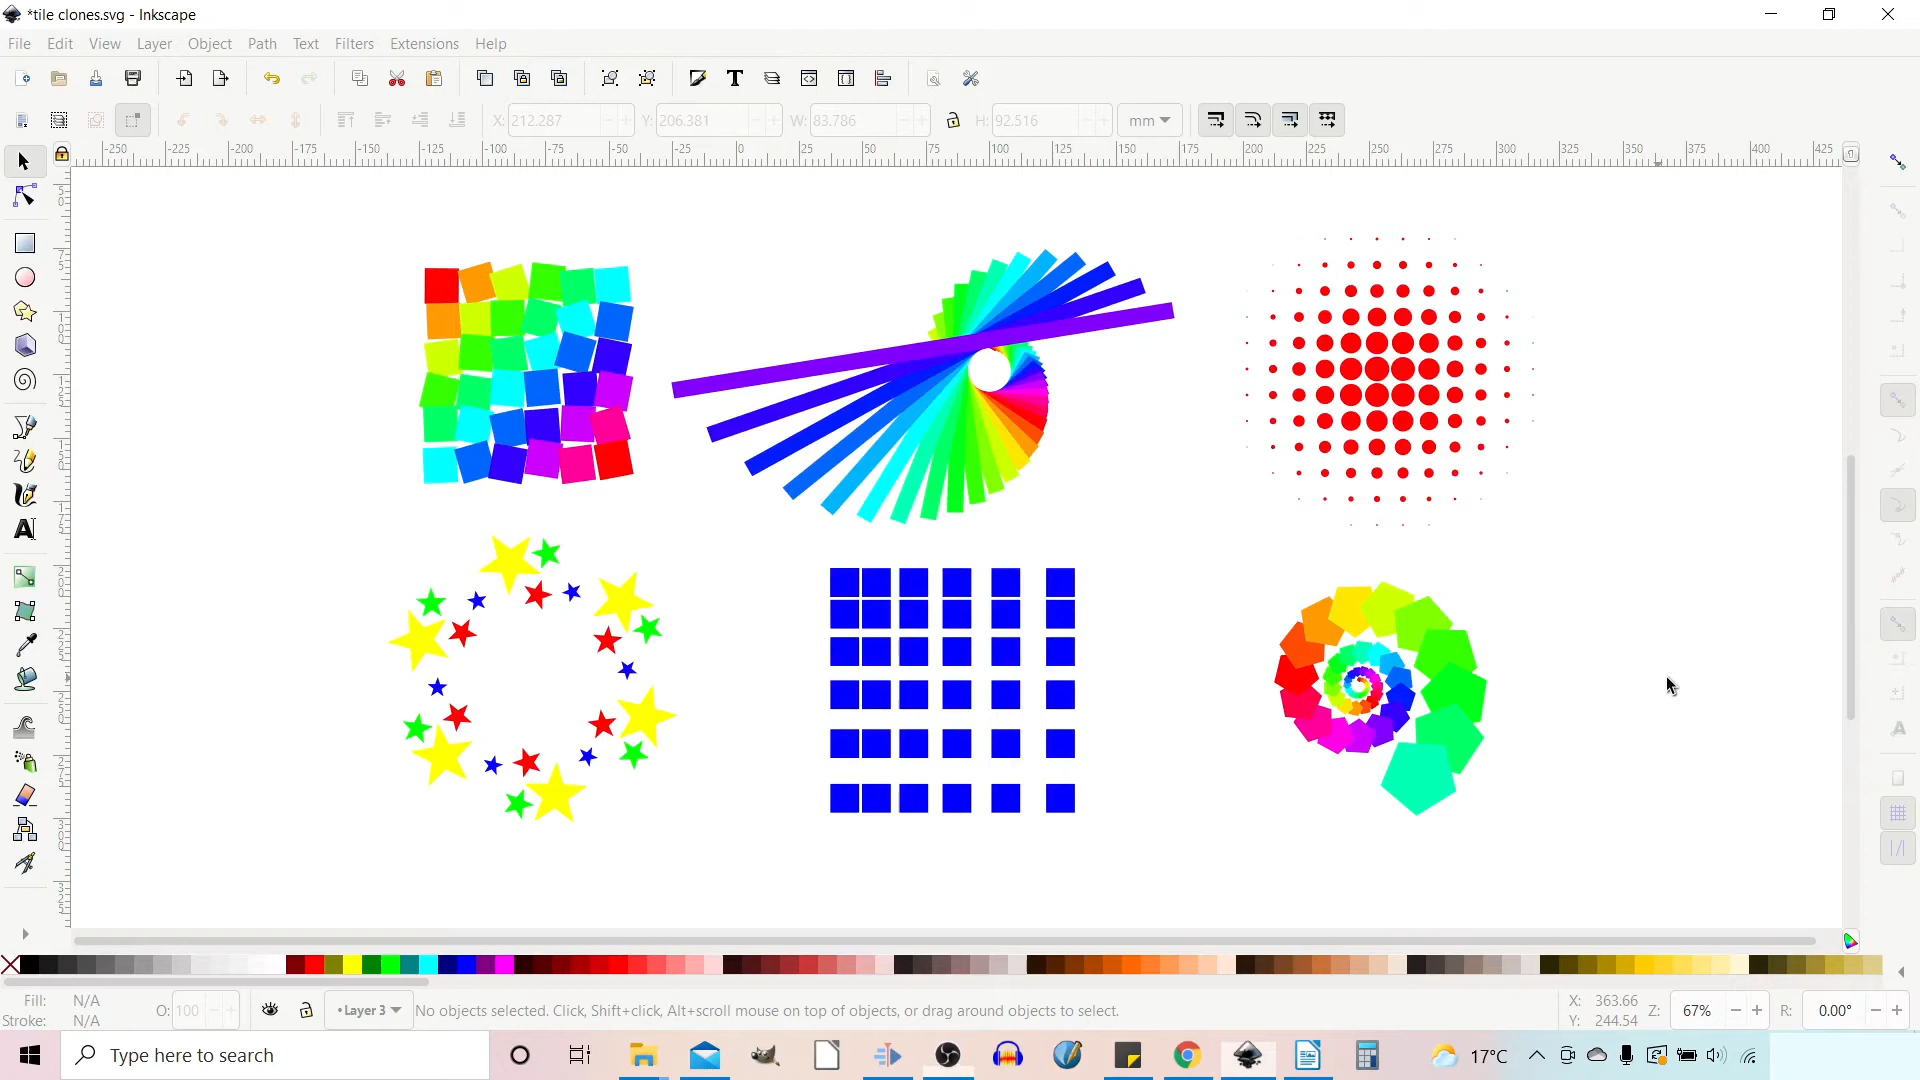 *tile clones.svg - Inkscape
File Edit View Layer Object Path Text Filters Extensions Help
X: 212.287 Y: 206.381 W: 83.786 H: 92.516 mm
-250 -225 -200 -175 -150 -125 -100 -75 -50 -25 0 25 50 75 100 125 150 175 200 225 250 275 300 325 350 375 400 425
Fill: N/A
Stroke: N/A
O: 100
•Layer 3
No objects selected. Click, Shift+click, Alt+scroll mouse on top of objects, or drag around objects to select.
X: 363.66
Y: 244.54
Z: 67%
R: 0.00°
Type here to search
17°C